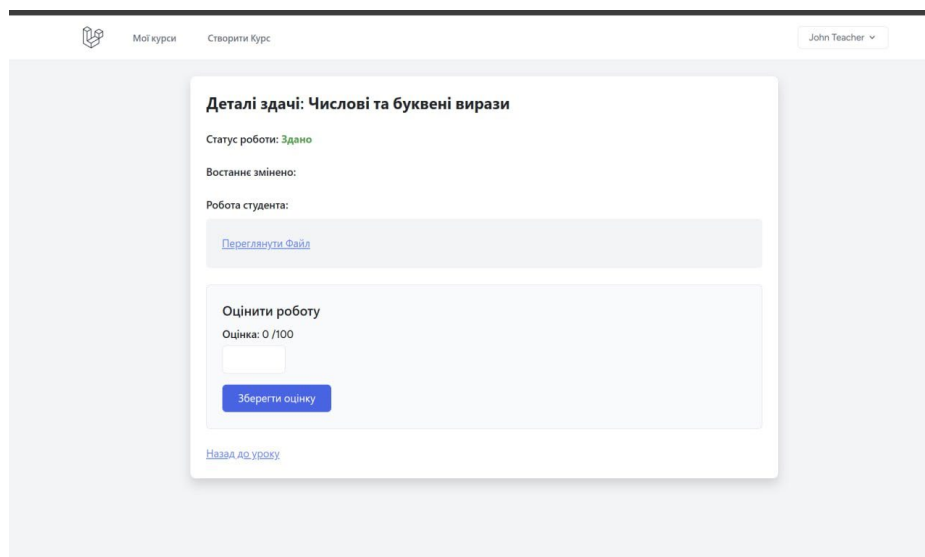 Мої курси
Створити Курс
John Teacher
Деталі здачі: Числові та буквені вирази
Статус роботи: Здано
Востаннє змінено:
Робота студента:
Переглянути Файл
Оцінити роботу
Оцінка: 0 /100
Зберегти оцінку
Назад до уроку